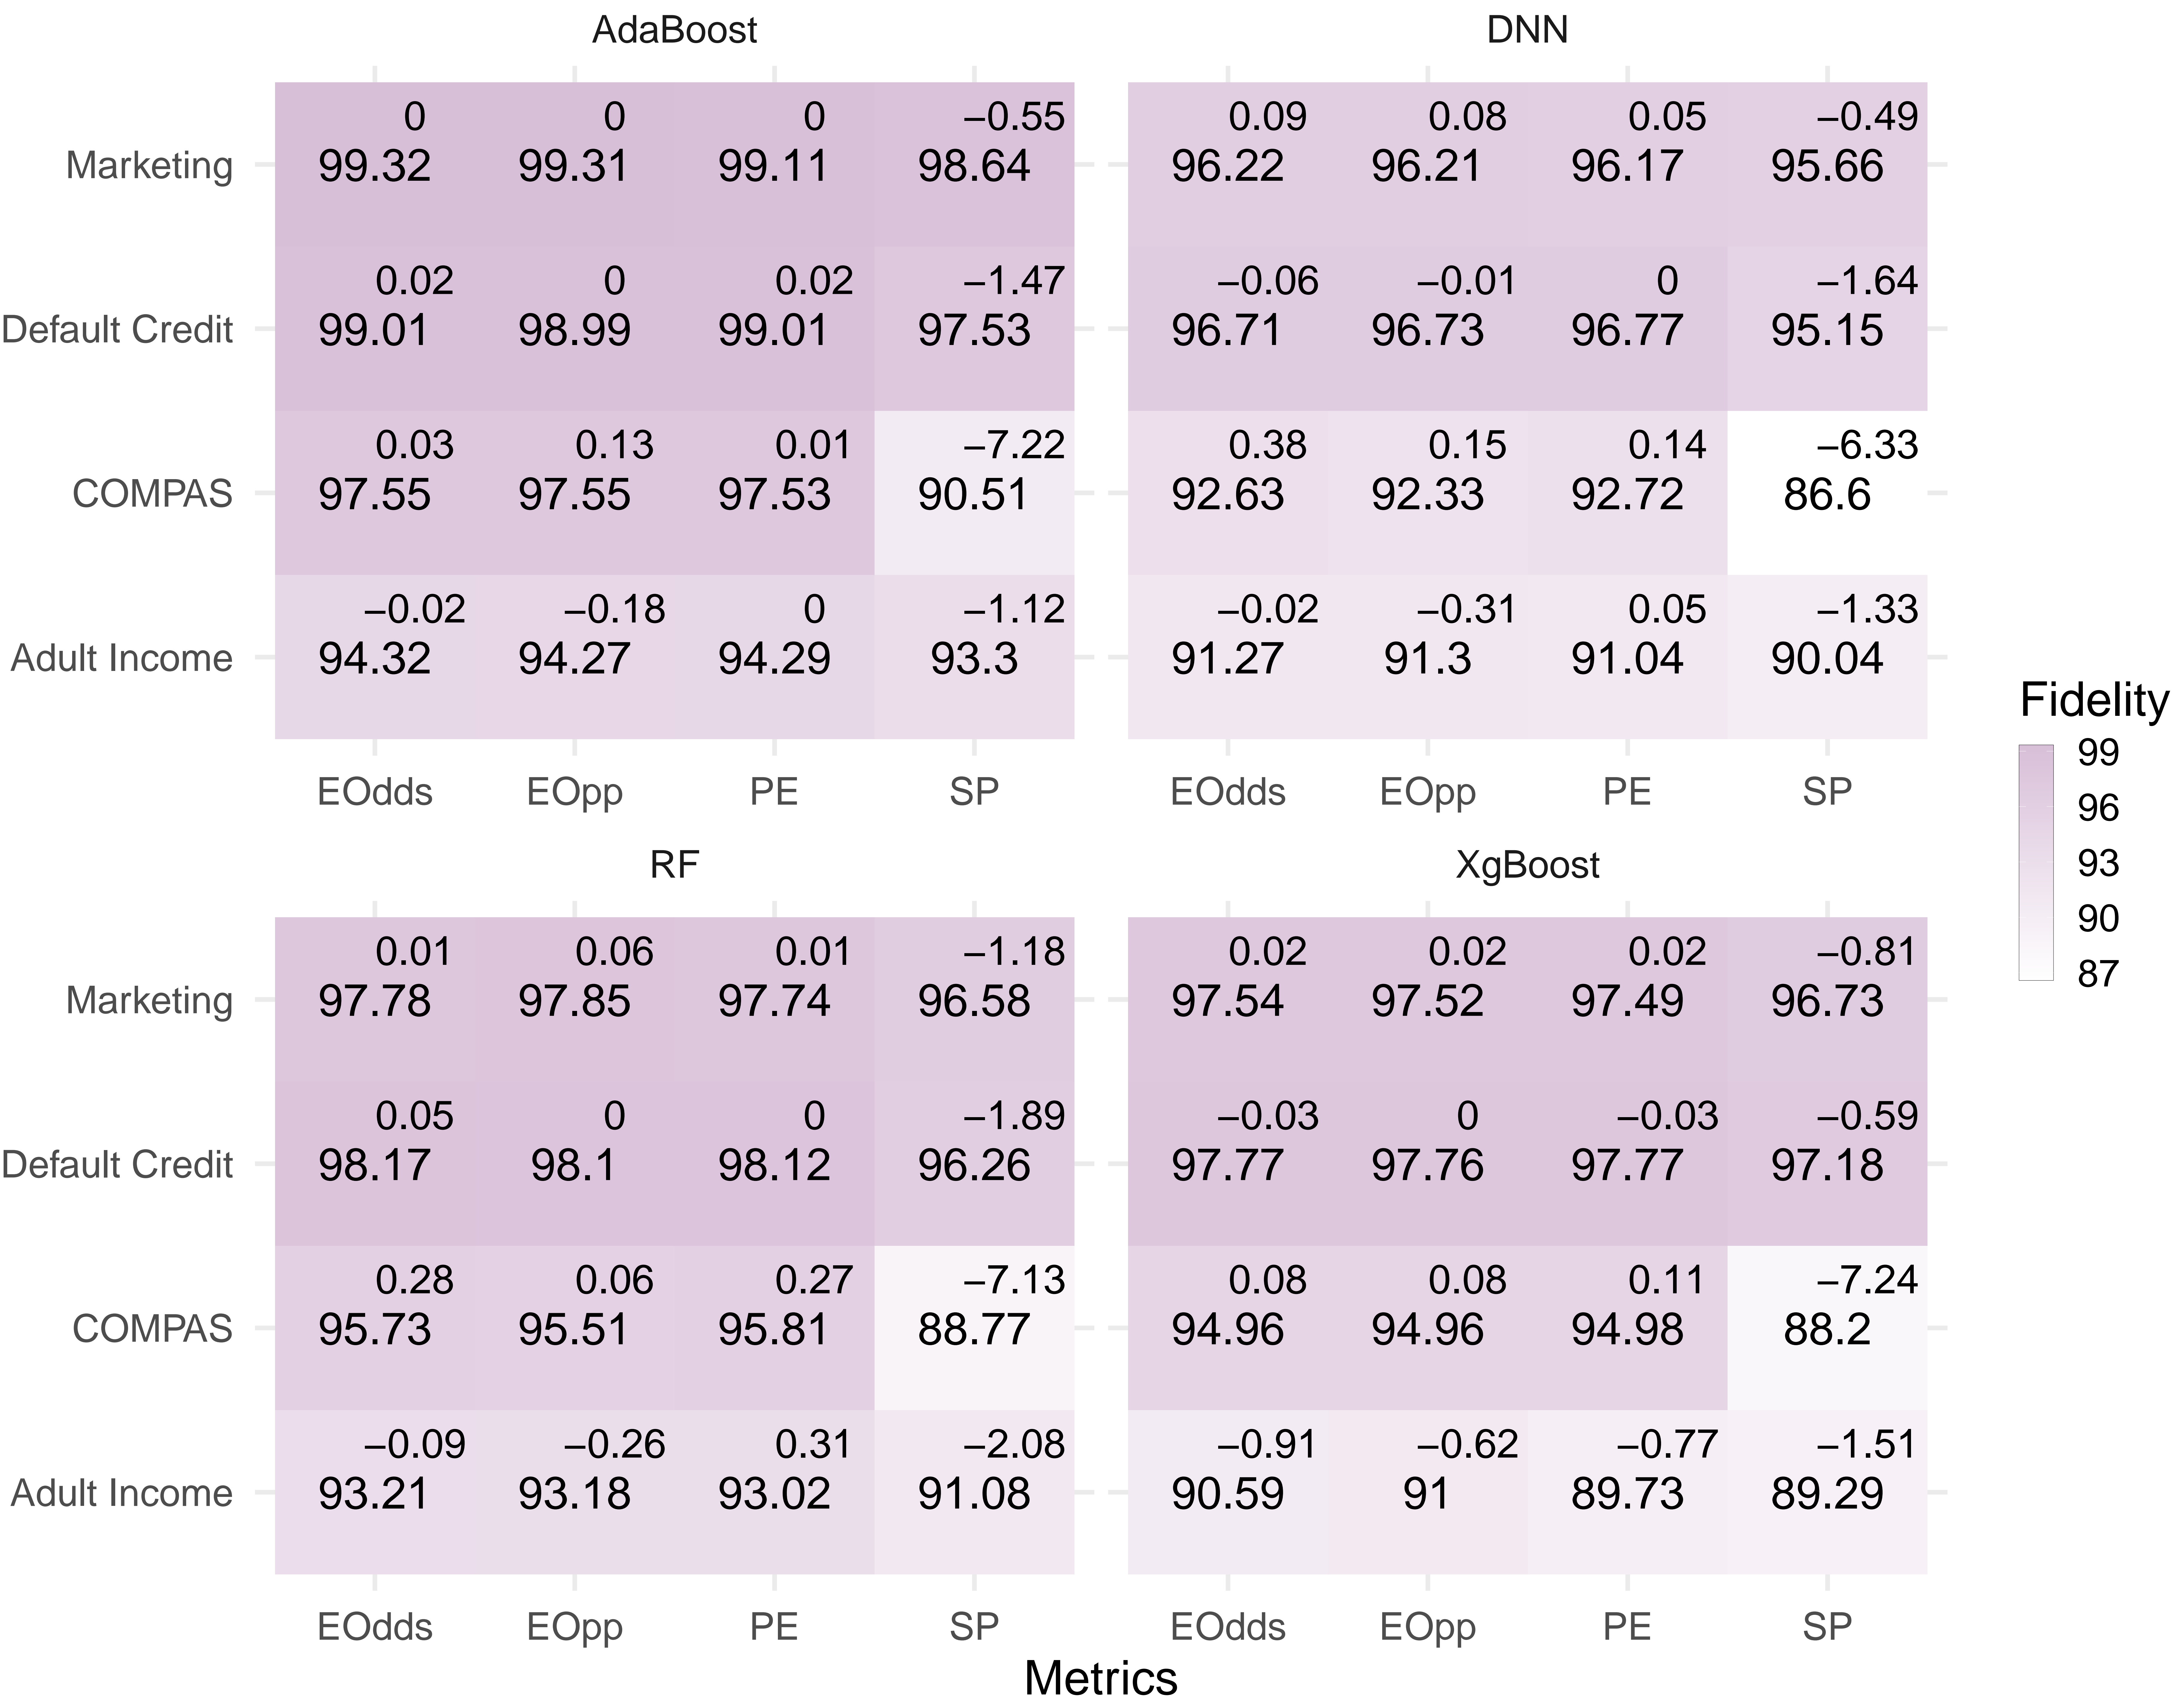 AdaBoost DNN
0 0 0 −0.55 0.09 0.08 0.05 −0.49
Marketing 99.32 99.31 99.11 98.64 96.22 96.21 96.17 95.66
0.02 0 0.02 −1.47 −0.06 −0.01 0 −1.64
Default Credit 99.01 98.99 99.01 97.53 96.71 96.73 96.77 95.15
0.03 0.13 0.01 −7.22 0.38 0.15 0.14 −6.33
COMPAS 97.55 97.55 97.53 90.51 92.63 92.33 92.72 86.6
−0.02 −0.18 0 −1.12 −0.02 −0.31 0.05 −1.33
Adult Income 94.32 94.27 94.29 93.3 91.27 91.3 91.04 90.04
EOdds EOpp PE SP EOdds EOpp PE SP
RF XgBoost
0.01 0.06 0.01 −1.18 0.02 0.02 0.02 −0.81
Marketing 97.78 97.85 97.74 96.58 97.54 97.52 97.49 96.73
0.05 0 0 −1.89 −0.03 0 −0.03 −0.59
Default Credit 98.17 98.1 98.12 96.26 97.77 97.76 97.77 97.18
0.28 0.06 0.27 −7.13 0.08 0.08 0.11 −7.24
COMPAS 95.73 95.51 95.81 88.77 94.96 94.96 94.98 88.2
−0.09 −0.26 0.31 −2.08 −0.91 −0.62 −0.77 −1.51
Adult Income 93.21 93.18 93.02 91.08 90.59 91 89.73 89.29
EOdds EOpp PE SP EOdds EOpp PE SP
Metrics
Fidelity
99
96
93
90
87